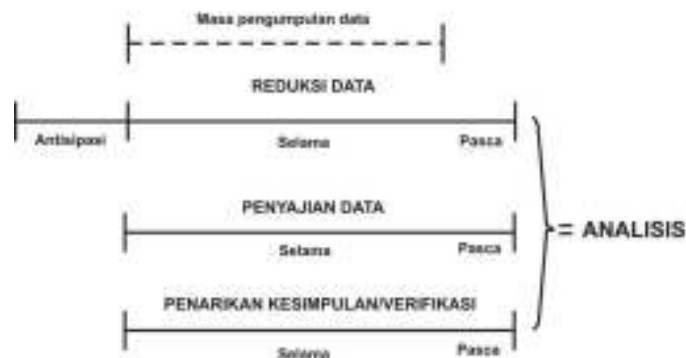 Masa pengumpulan data
REDUKSI DATA
Antisipasi Selama Pasca
PENYAJIAN DATA
= ANALISIS
Selama Pasca
PENARIKAN KESIMPULAN/VERIFIKASI
Selama Pasca